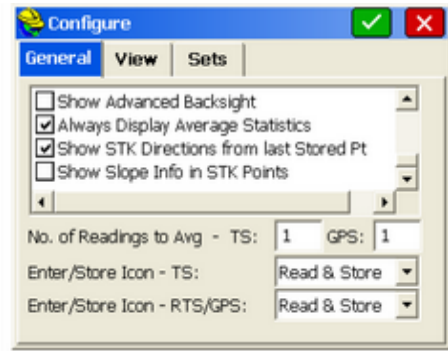 Configure
General View Sets
Show Advanced Backsight
Always Display Average Statistics
Show STK Directions from last Stored Pt
Show Slope Info in STK Points
No. of Readings to Avg - TS: 1 GPS: 1
Enter/Store Icon - TS: Read & Store
Enter/Store Icon - RTS/GPS: Read & Store